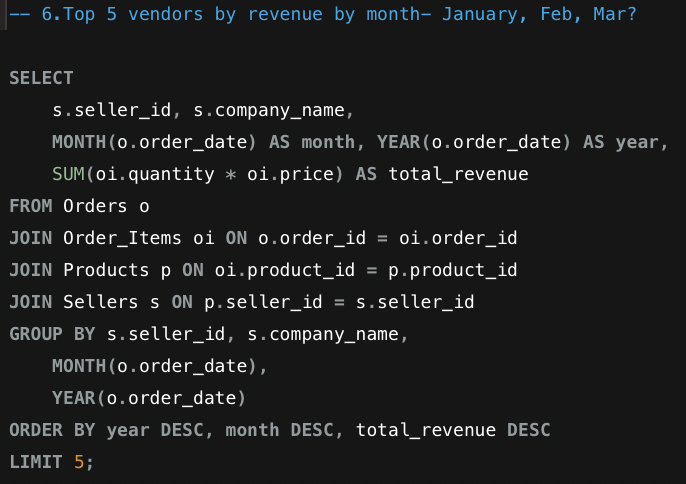 -- 6.Top 5 vendors by revenue by month- January, Feb, Mar?
SELECT
s.seller_id, s.company_name,
MONTH(o.order_date) AS month, YEAR(o.order_date) AS year,
SUM(oi.quantity * oi.price) AS total_revenue
FROM Orders o
JOIN Order_Items oi ON o.order_id = oi.order_id
JOIN Products p ON oi.product_id = p.product_id
JOIN Sellers s ON p.seller_id = s.seller_id
GROUP BY s.seller_id, s.company_name,
MONTH(o.order_date),
YEAR(o.order_date)
ORDER BY year DESC, month DESC, total_revenue DESC
LIMIT 5;